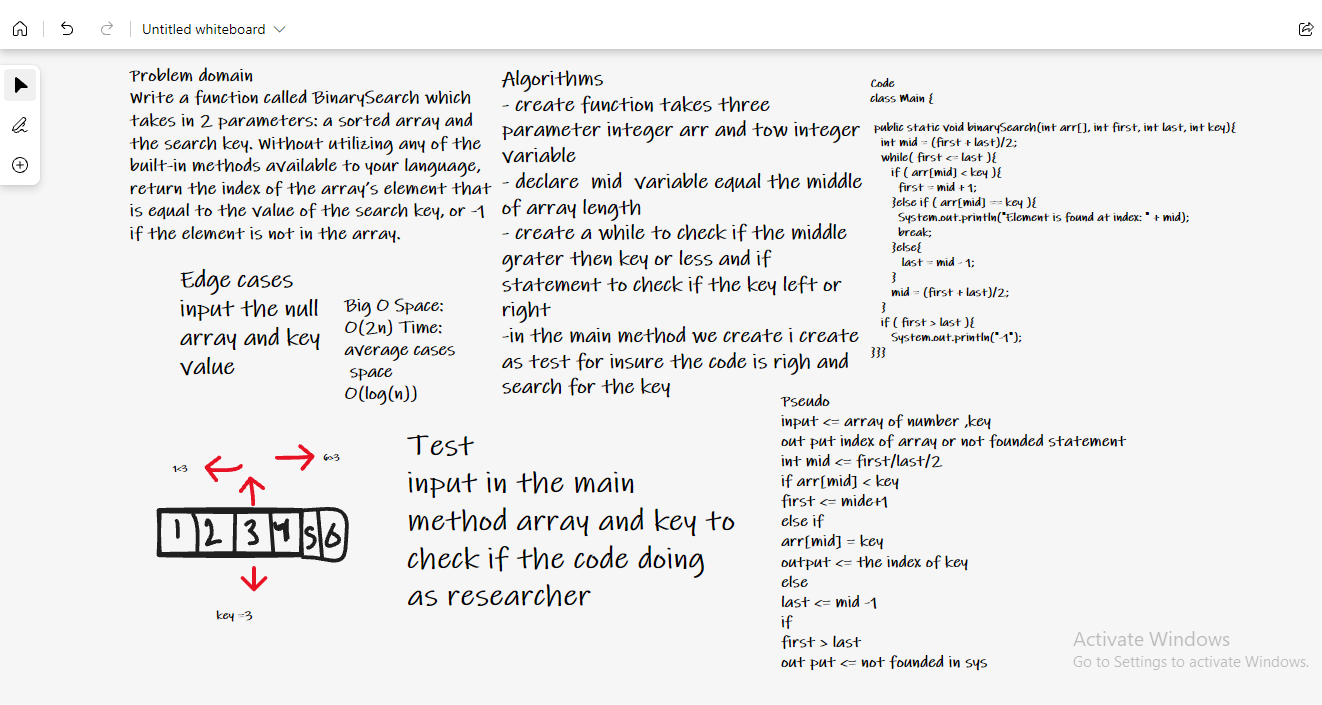 Untitled whiteboard
Problem domain
Write a function called BinarySearch which
takes in 2 parameters: a sorted array and
the search key. Without utilizing any of the
built-in methods available to your language,
return the index of the array's element that
is equal to the value of the search key, or -1
if the element is not in the array.
Edge cases
input the null
array and key
value
Big O Space:
O(2n) Time:
average cases
space
O(log(n))
1<3
6>3
1 2 3 4 5 6
key =3
Algorithms
- create function takes three
parameter integer arr and tow integer
variable
- declare mid variable equal the middle
of array length
- create a while to check if the middle
grater then key or less and if
statement to check if the key left or
right
-in the main method we create i create
as test for insure the code is righ and
search for the key
Test
input in the main
method array and key to
check if the code doing
as researcher
Code
class Main {
public static void binarySearch(int arr[], int first, int last, int key){
int mid = (first + last)/2;
while( first <= last ){
if ( arr[mid] < key ){
first = mid + 1;
}else if ( arr[mid] == key ){
System.out.println("Element is found at index: " + mid);
break;
}else{
last = mid - 1;
}
mid = (first + last)/2;
}
if ( first > last ){
System.out.println("-1");
}}}
Pseudo
input <= array of number ,key
out put index of array or not founded statement
int mid <= first/last/2
if arr[mid] < key
first <= mide+1
else if
arr[mid] = key
output <= the index of key
else
last <= mid -1
if
first > last
out put <= not founded in sys
Activate Windows
Go to Settings to activate Windows.